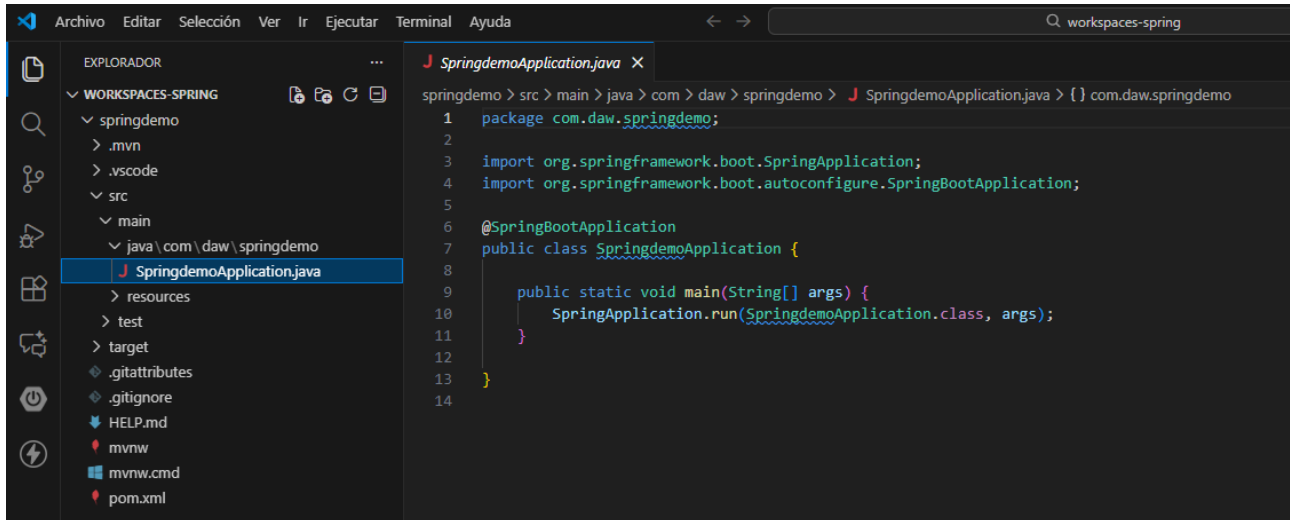 Archivo Editar Selección Ver Ir Ejecutar Terminal Ayuda
workspaces-spring
EXPLORADOR
WORKSPACES-SPRING
springdemo
.mvn
.vscode
src
main
java\com\daw\springdemo
SpringdemoApplication.java
resources
test
target
.gitattributes
.gitignore
HELP.md
mvnw
mvnw.cmd
pom.xml
SpringdemoApplication.java
springdemo > src > main > java > com > daw > springdemo > SpringdemoApplication.java > {} com.daw.springdemo
1 package com.daw.springdemo;
2
3 import org.springframework.boot.SpringApplication;
4 import org.springframework.boot.autoconfigure.SpringBootApplication;
5
6 @SpringBootApplication
7 public class SpringdemoApplication {
8
9 public static void main(String[] args) {
10 SpringApplication.run(SpringdemoApplication.class, args);
11 }
12
13 }
14